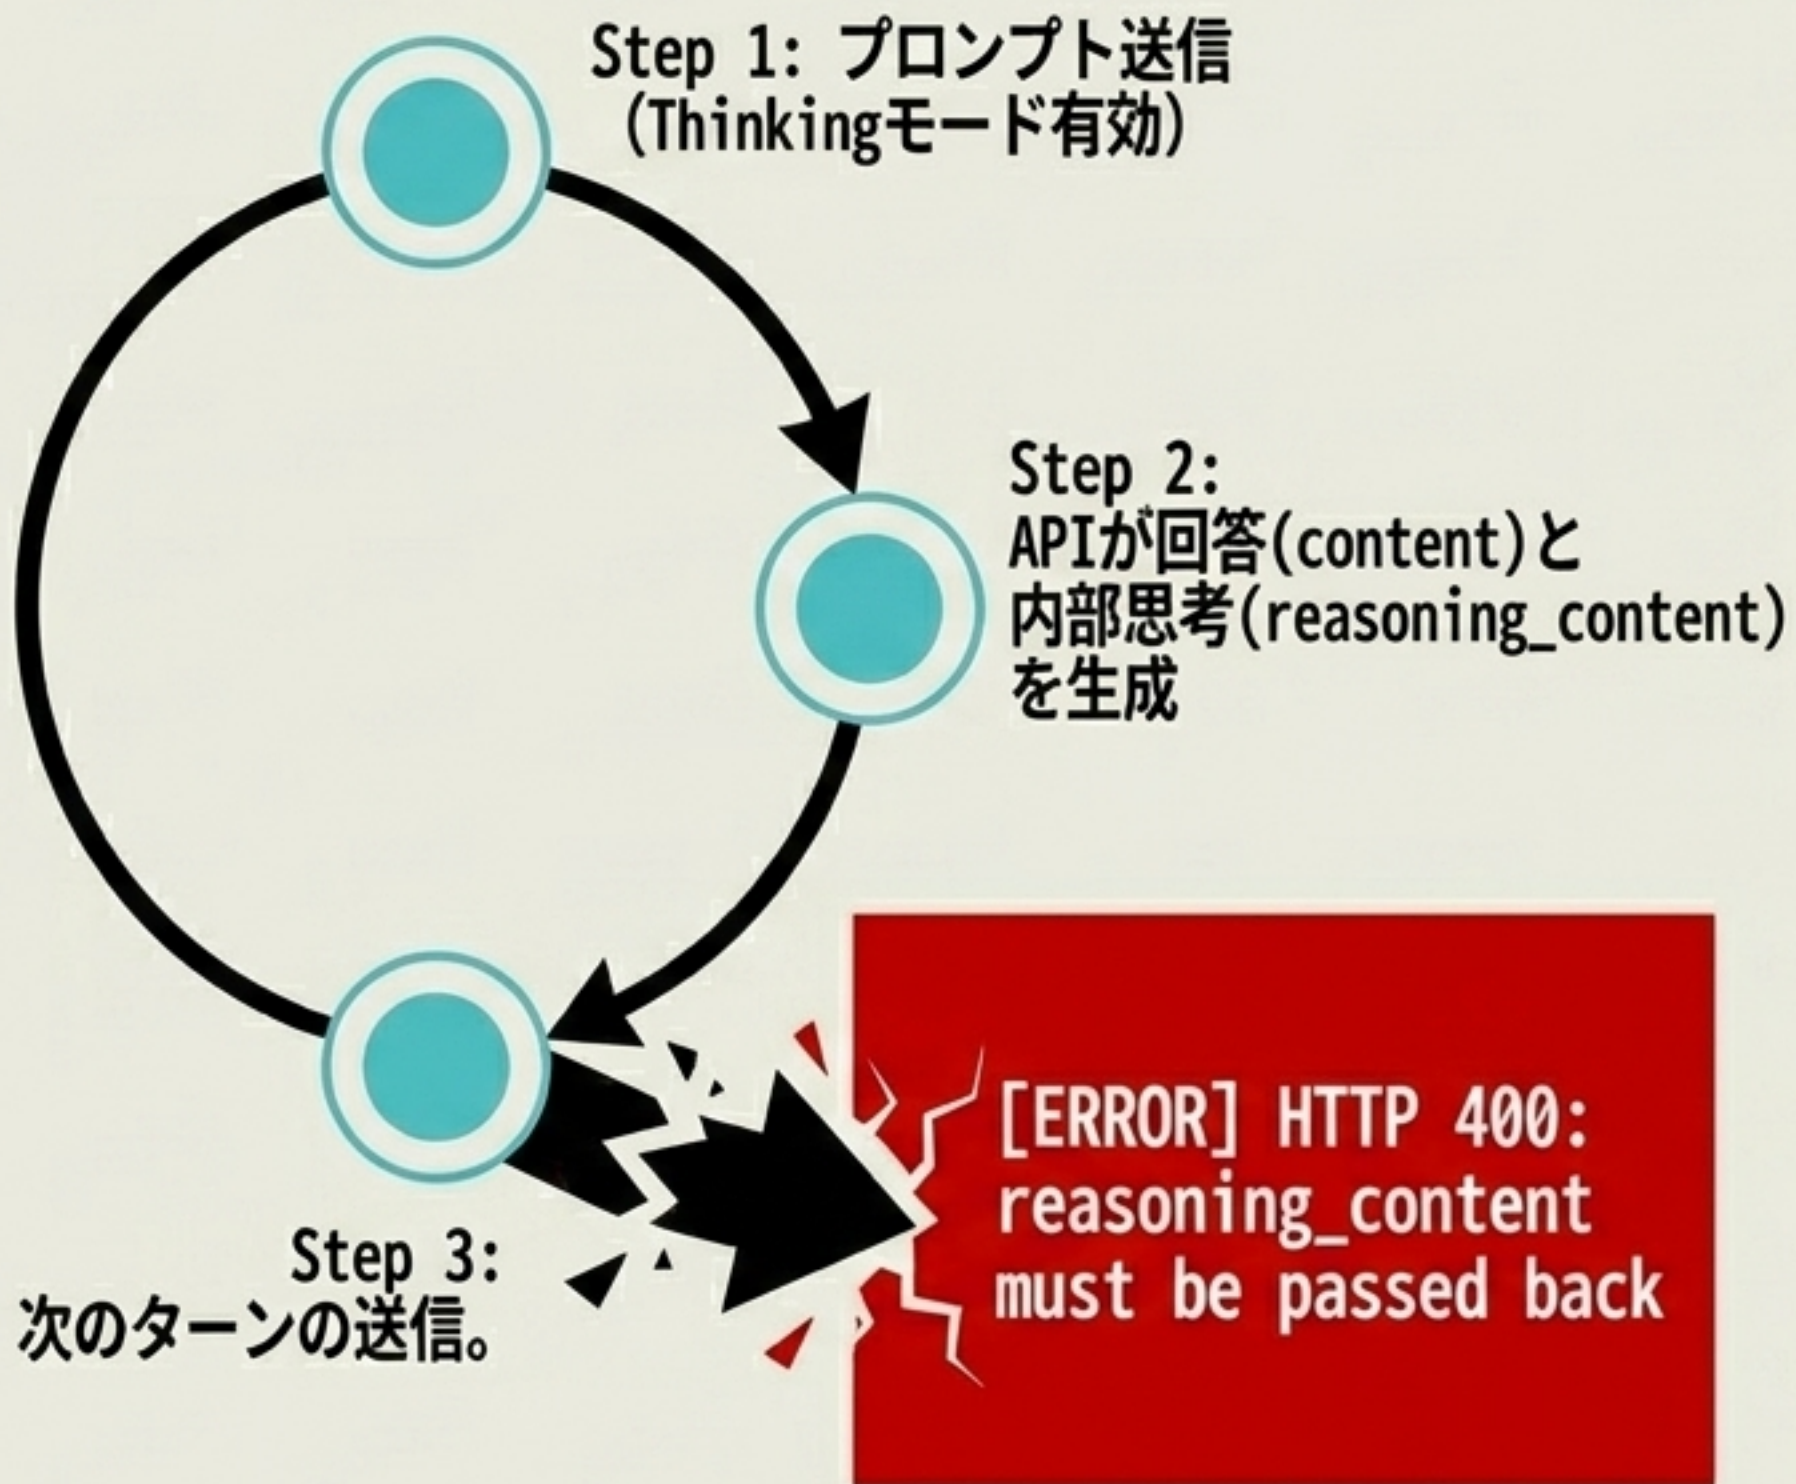 Step 1: プロンプト送信
(Thinkingモード有効)
Step 2:
APIが回答(content)と
内部思考(reasoning_content)
を生成
[ERROR] HTTP 400:
reasoning_content
must be passed back
Step 3:
次のターンの送信。